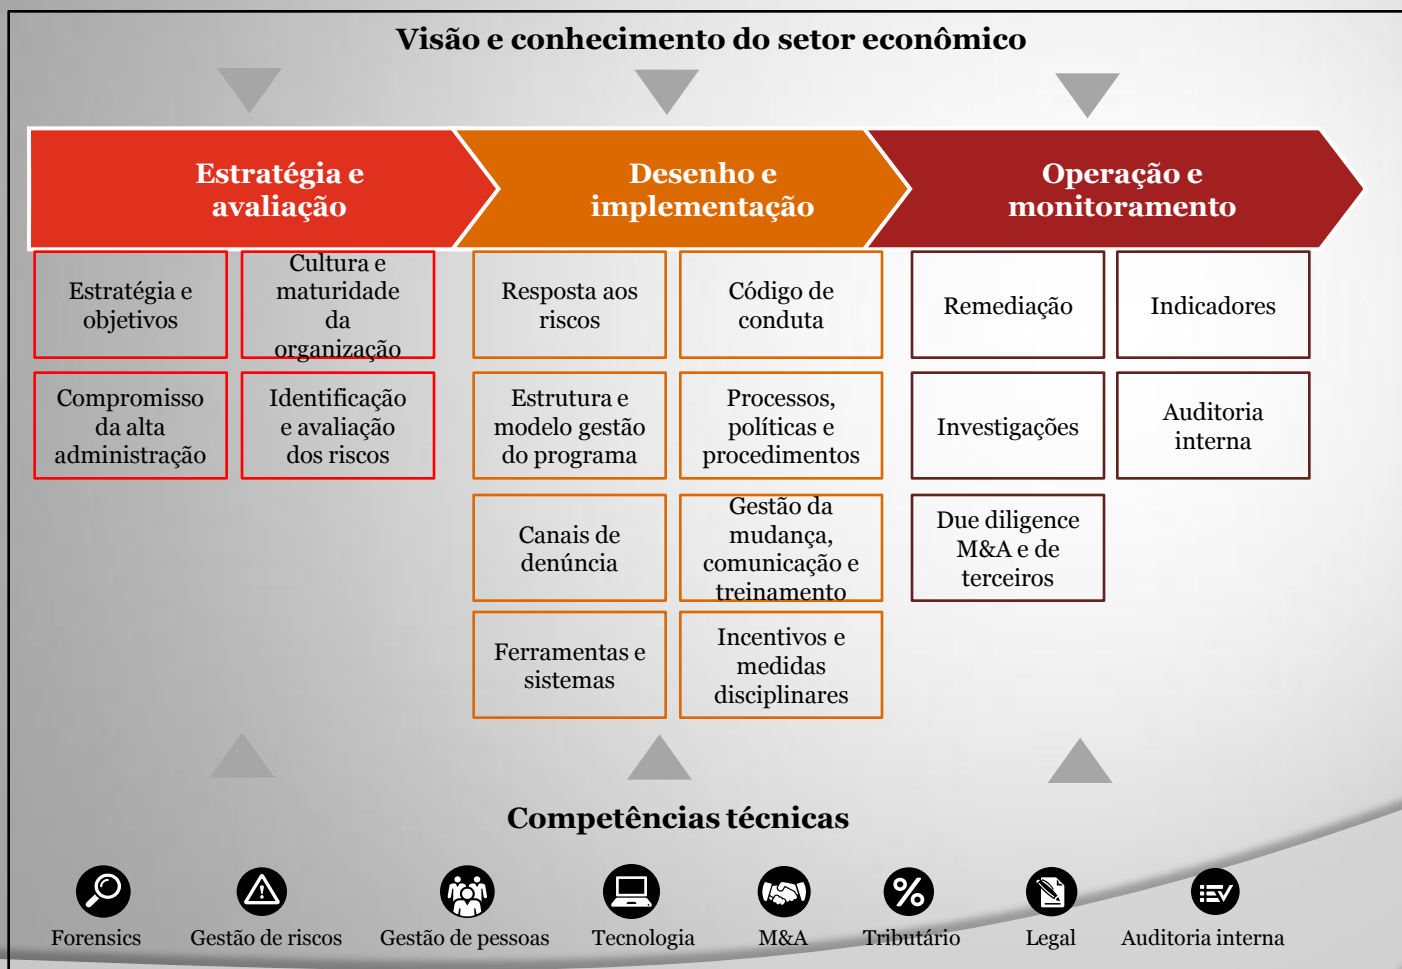 Visão e conhecimento do setor econômico
Estratégia e
avaliação
Desenho e
implementação
Operação e
monitoramento
Estratégia e
objetivos
Cultura e
maturidade
da
organização
Compromisso
da alta
administração
Identificação
e avaliação
dos riscos
Resposta aos
riscos
Código de
conduta
Estrutura e
modelo gestão
do programa
Processos,
políticas e
procedimentos
Canais de
denúncia
Gestão da
mudança,
comunicação e
treinamento
Ferramentas e
sistemas
Incentivos e
medidas
disciplinares
Remediação
Indicadores
Investigações
Auditoria
interna
Due diligence
M&A e de
terceiros
Competências técnicas
Forensics
Gestão de riscos
Gestão de pessoas
Tecnologia
M&A
Tributário
Legal
Auditoria interna